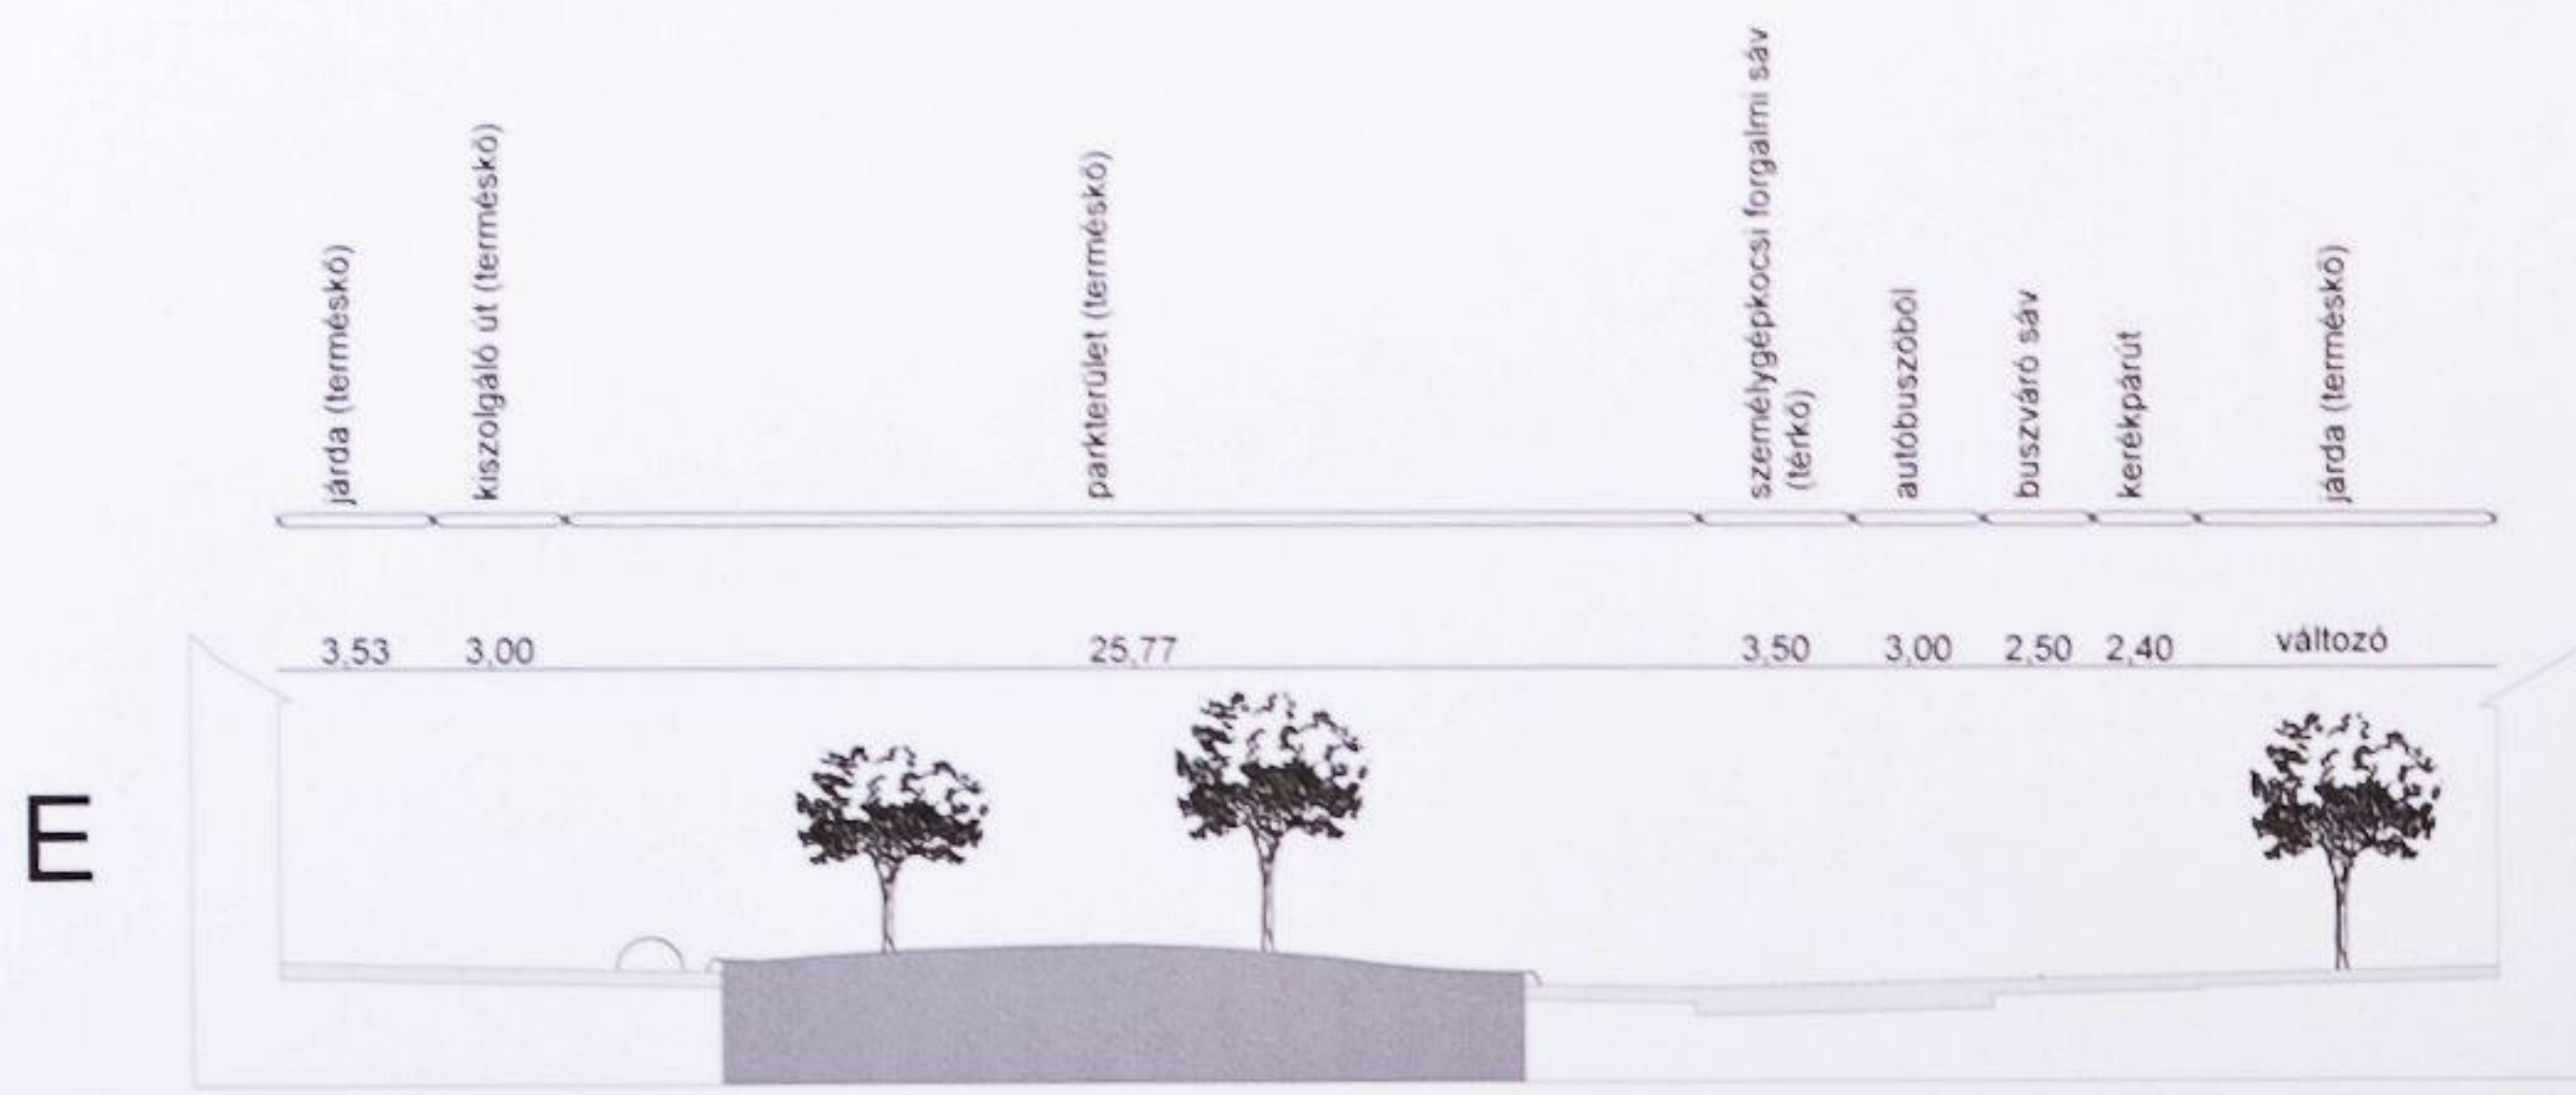 járda (terméskő)
kiszolgáló út (terméskő)
parkterület (terméskő)
személygépkocsi forgalmi sáv
(térkő)
autóbuszöböl
buszváró sáv
kerékpárút
járda (terméskő)
3,53 3,00 25,77 3,50 3,00 2,50 2,40 változó
E